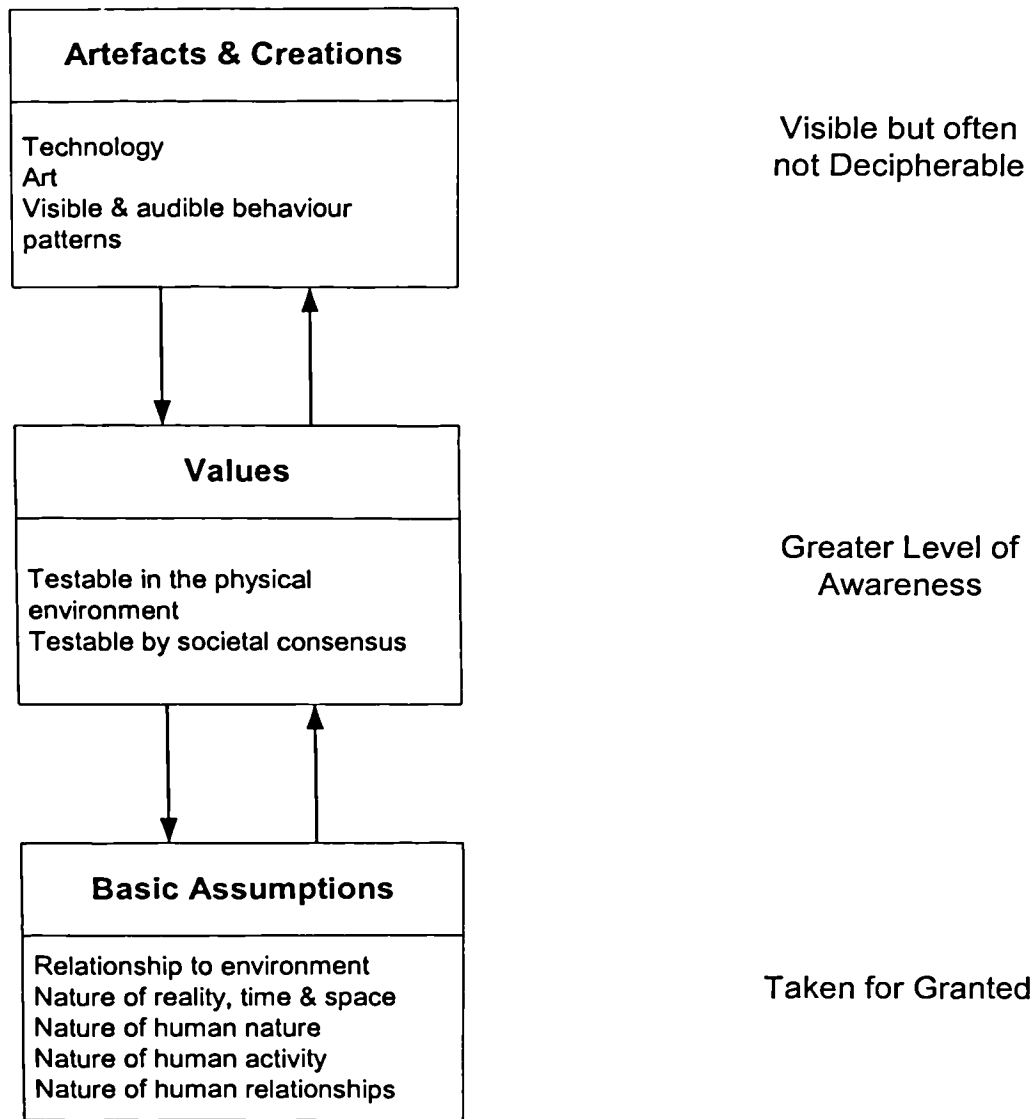 Artefacts & Creations
Technology
Art
Visible & audible behaviour
patterns
Visible but often
not Decipherable
Values
Testable in the physical
environment
Testable by societal consensus
Greater Level of
Awareness
Basic Assumptions
Relationship to environment
Nature of reality, time & space
Nature of human nature
Nature of human activity
Nature of human relationships
Taken for Granted